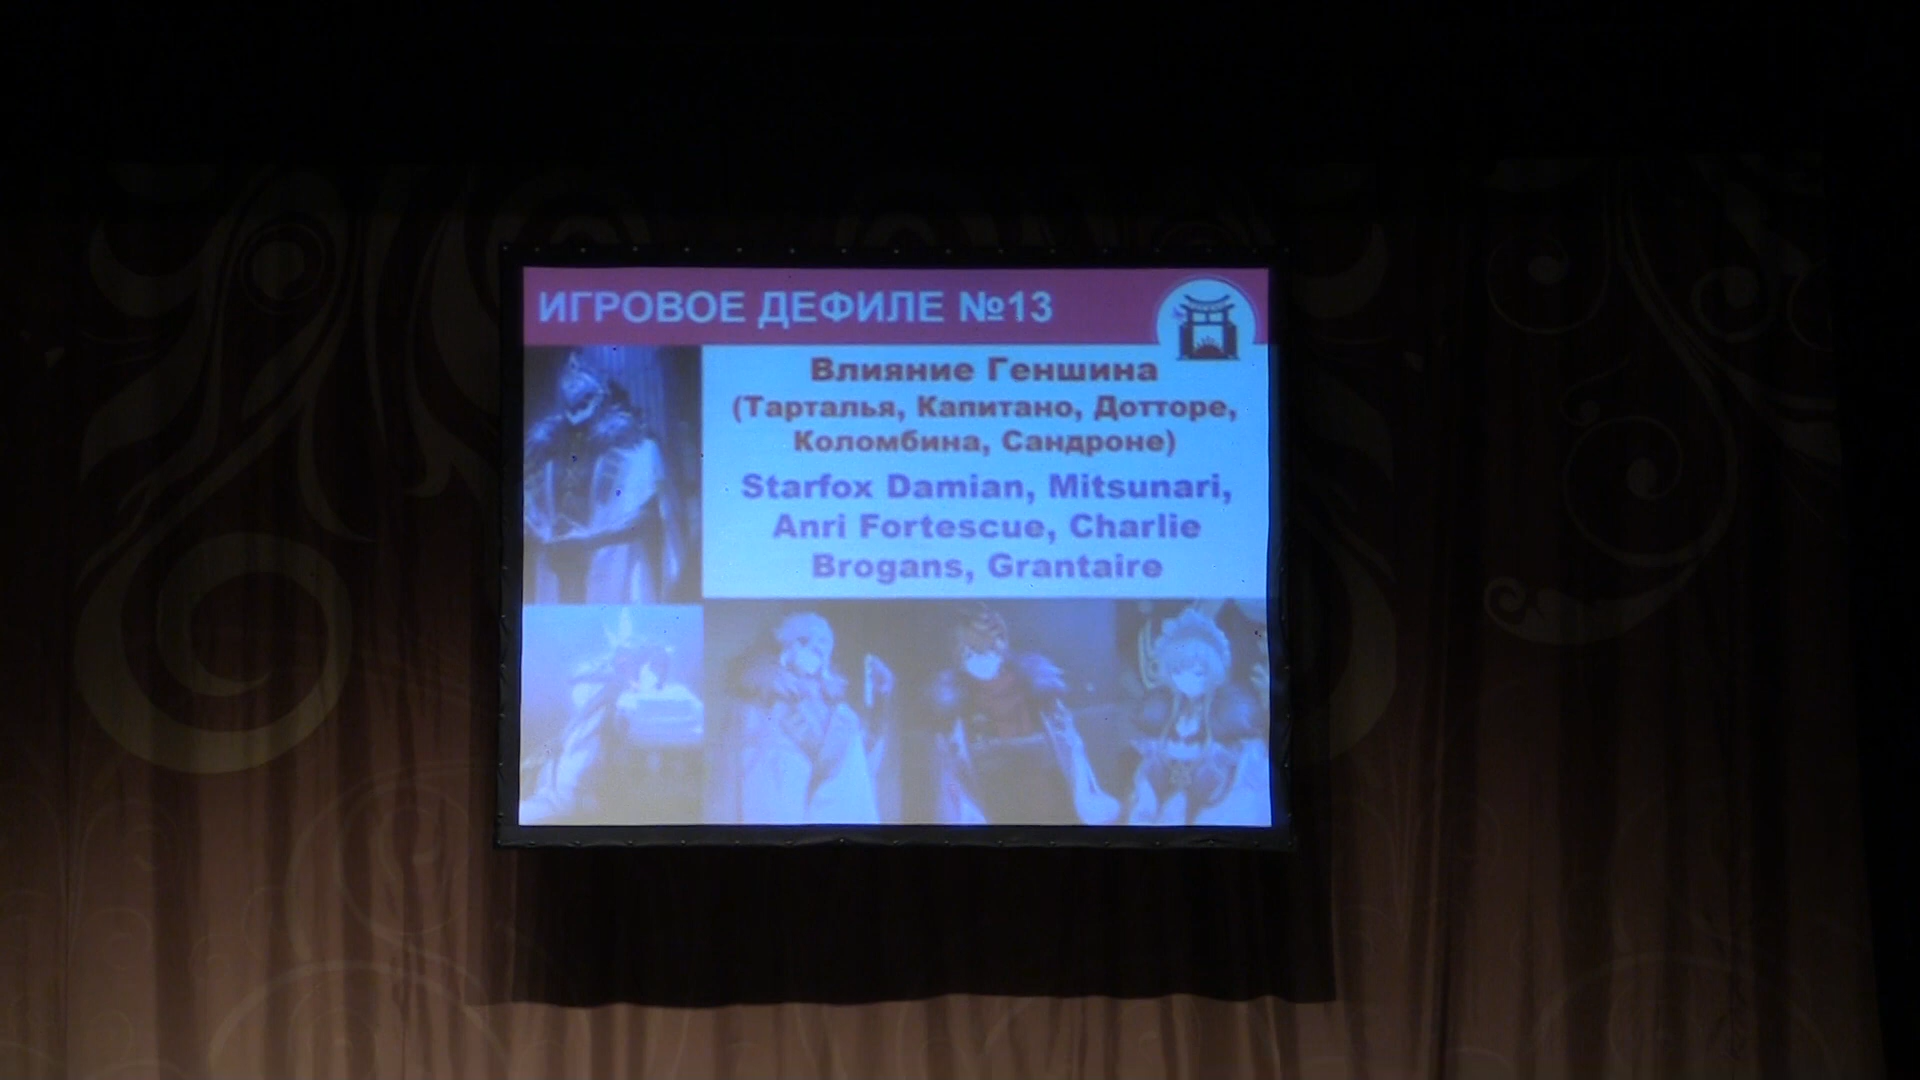 ИГРОВОЕ ДЕФИЛЕ №13
Влияние Геншина
(Тарталья, Капитано, Дотторе,
Коломбина, Сандроне)
Starfox Damian, Mitsunari,
Anri Fortescue, Charlie
Brogans, Grantaire